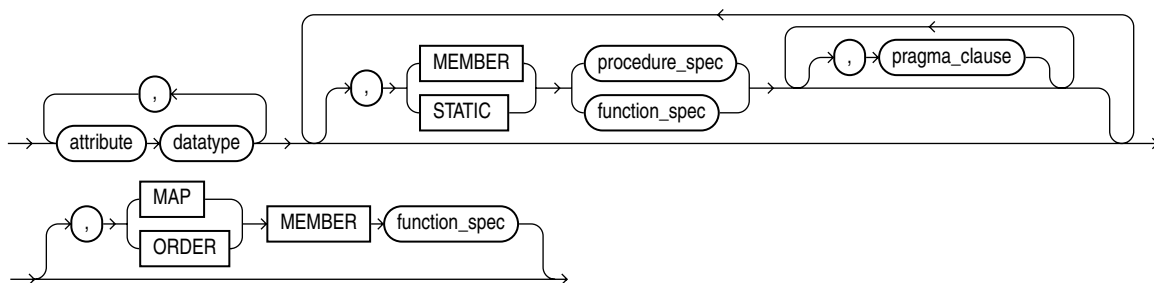 ,
attribute datatype
, MEMBER STATIC procedure_spec function_spec , pragma_clause
, MAP ORDER MEMBER function_spec